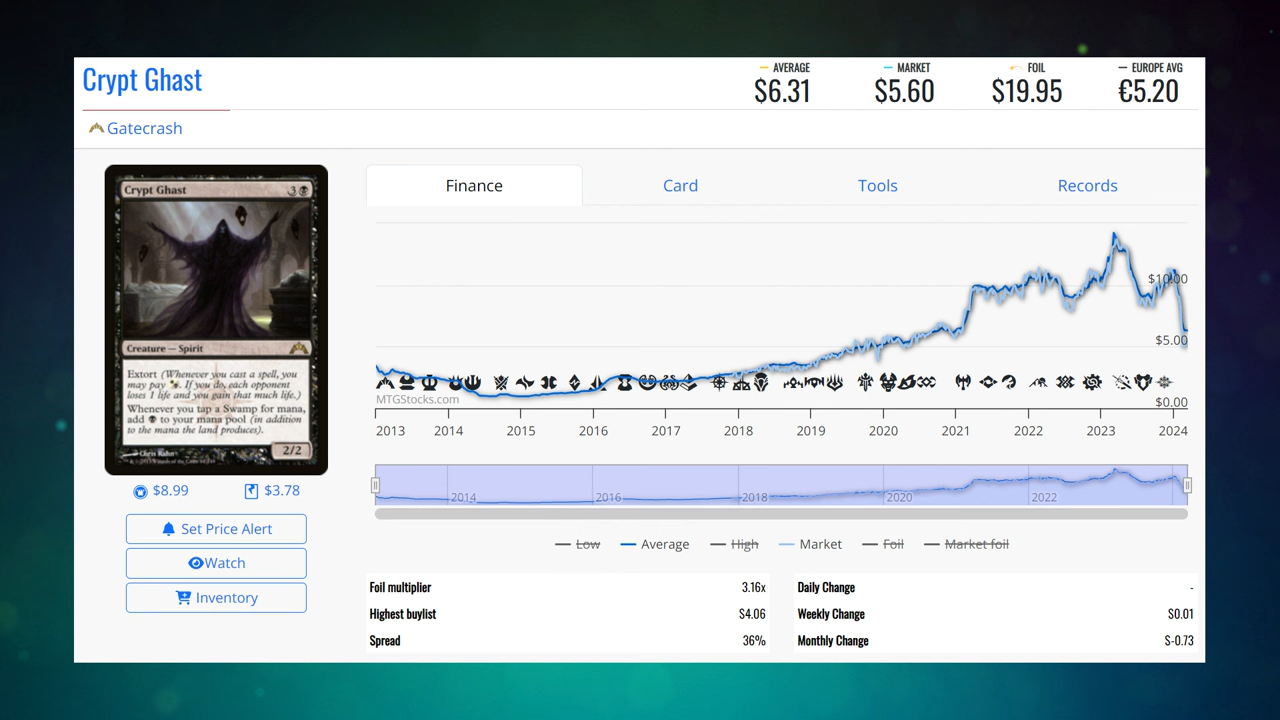 Crypt Ghast
AVERAGE
$6.31
MARKET
$5.60
FOIL
$19.95
EUROPE AVG
€5.20
Gatecrash
Crypt Ghast 3
Creature — Spirit
Extort (Whenever you cast a spell, you
may pay . If you do, each opponent
loses 1 life and you gain that much life.)
Whenever you tap a Swamp for mana,
add to your mana pool (in addition
to the mana the land produces).
2/2
$8.99 $3.78
Set Price Alert
Watch
Inventory
Finance Card Tools Records
$10.00
$5.00
$0.00
MTGStocks.com
2013 2014 2015 2016 2017 2018 2019 2020 2021 2022 2023 2024
2014 2016 2018 2020 2022
Low Average High Market Foil Market foil
Foil multiplier 3.16x
Highest buylist $4.06
Spread 36%
Daily Change -
Weekly Change $0.01
Monthly Change $-0.73